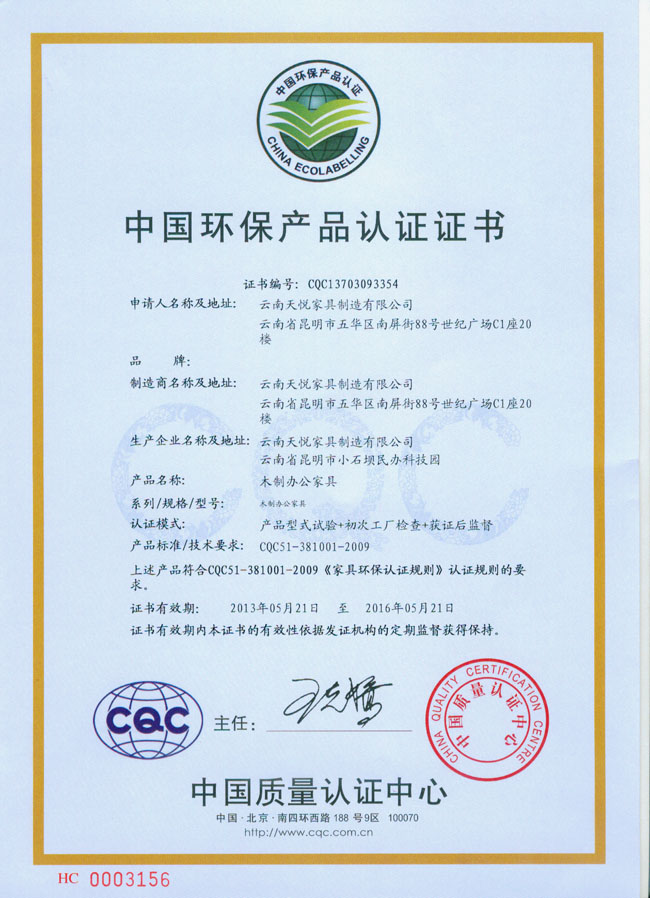 中国环保产品认证
CHINA ECOLABELLING
中国环保产品认证证书
证书编号: CQC13703093354
申请人名称及地址: 云南天悦家具制造有限公司
云南省昆明市五华区南屏街88号世纪广场C1座20
楼
品 牌:
制造商名称及地址: 云南天悦家具制造有限公司
云南省昆明市五华区南屏街88号世纪广场C1座20
楼
生产企业名称及地址: 云南天悦家具制造有限公司
云南省昆明市小石坝民办科技园
产品名称: 木制办公家具
系列/规格/型号: 木制办公家具
认证模式: 产品型式试验+初次工厂检查+获证后监督
产品标准/技术要求: CQC51-381001-2009
上述产品符合CQC51-381001-2009《家具环保认证规则》认证规则的要
求。
证书有效期: 2013年05月21日 至 2016年05月21日
证书有效期内本证书的有效性依据发证机构的定期监督获得保持。
CQC
主任:
CHINA QUALITY CERTIFICATION CENTRE
中国质量认证中心
中国质量认证中心
中国·北京·南四环西路 188 号9区 100070
http://www.cqc.com.cn
HC 0003156